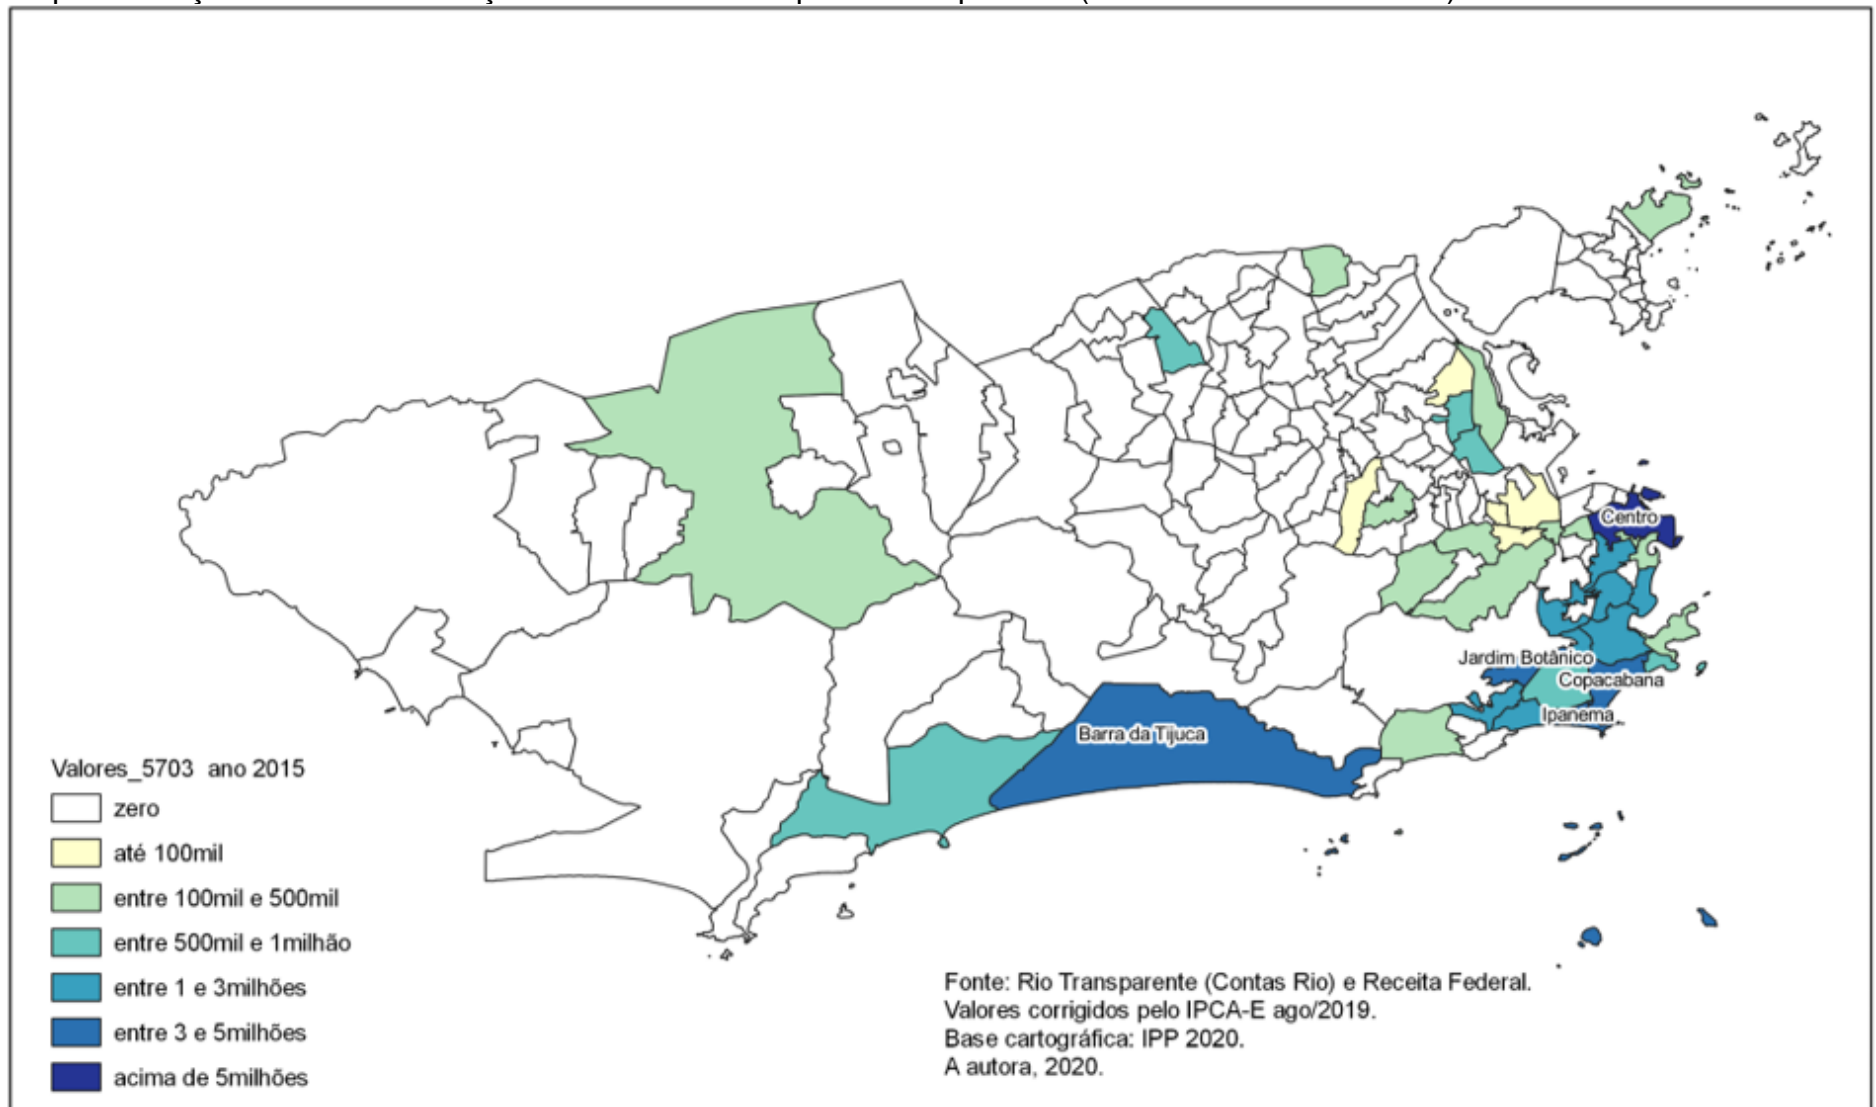 Centro
Jardim Botânico
Copacabana
Ipanema
Barra da Tijuca
Valores_5703 ano 2015
zero
até 100mil
entre 100mil e 500mil
entre 500mil e 1milhão
entre 1 e 3milhões
entre 3 e 5milhões
acima de 5milhões
Fonte: Rio Transparente (Contas Rio) e Receita Federal.
Valores corrigidos pelo IPCA-E ago/2019.
Base cartográfica: IPP 2020.
A autora, 2020.